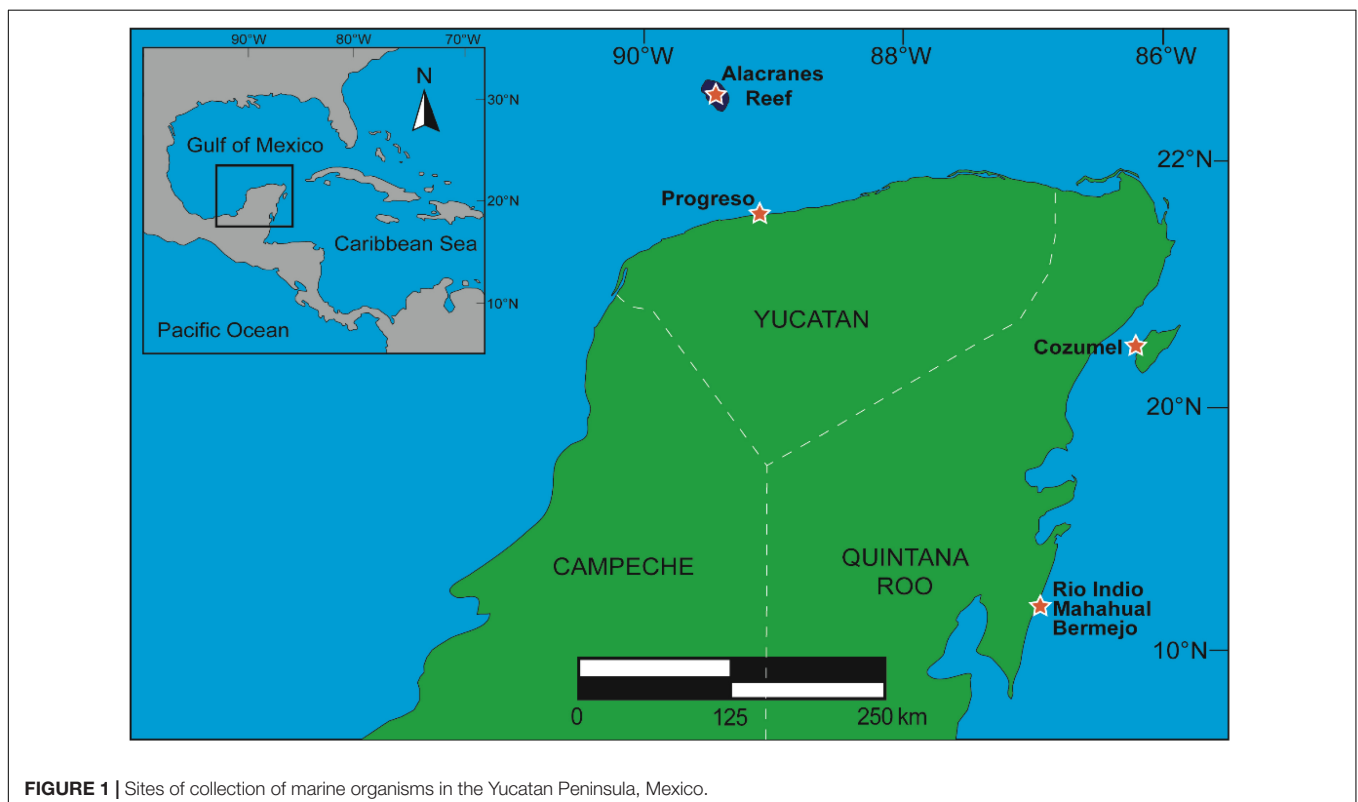 90°W
80°W
70°W
N
30°N
Gulf of Mexico
20°N
Caribbean Sea
10°N
Pacific Ocean
90°W
88°W
86°W
Alacranes
Reef
22°N
Progreso
YUCATAN
Cozumel
20°N
CAMPECHE
QUINTANA
ROO
Rio Indio
Mahahual
Bermejo
10°N
0
125
250 km
FIGURE 1 | Sites of collection of marine organisms in the Yucatan Peninsula, Mexico.